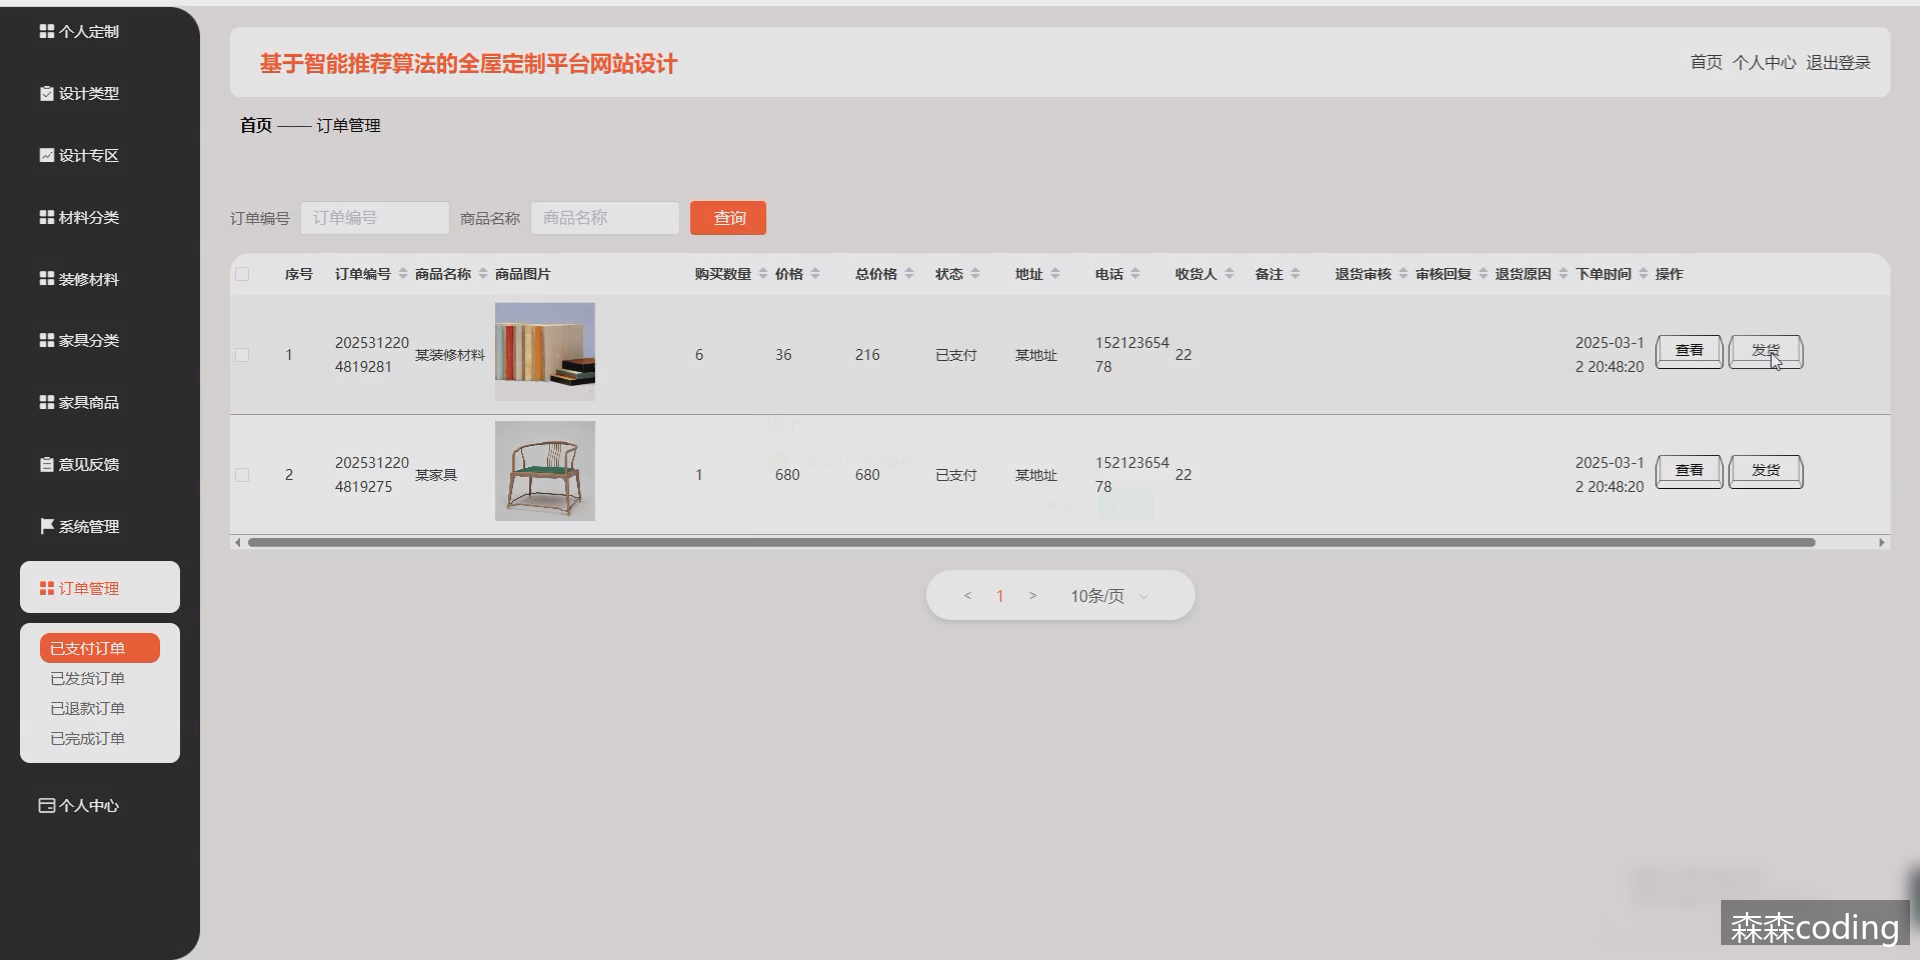 个人定制
设计类型
设计专区
材料分类
装修材料
家具分类
家具商品
意见反馈
系统管理
订单管理
已支付订单
已发货订单
已退款订单
已完成订单
个人中心
基于智能推荐算法的全屋定制平台网站设计
首页 个人中心 退出登录
首页 —— 订单管理
订单编号 订单编号 商品名称 商品名称 查询
序号 订单编号 商品名称 商品图片 购买数量 价格 总价格 状态 地址 电话 收货人 备注 退货审核 审核回复 退货原因 下单时间 操作
1 202531220 4819281 某装修材料 6 36 216 已支付 某地址 152123654 78 22 2025-03-1 2 20:48:20 查看 发货
2 202531220 4819275 某家具 1 680 680 已支付 某地址 152123654 78 22 2025-03-1 2 20:48:20 查看 发货
< 1 > 10条/页
森森coding